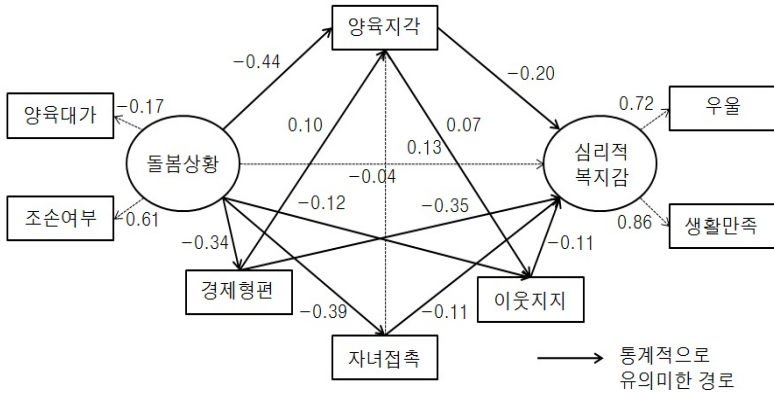 양육지각
-0.44
-0.20
양육대가
-0.17
0.72
우울
0.10
0.07
돌봄상황
0.13
심리적
복지감
-0.04
조손여부
0.61
-0.12
-0.35
0.86
생활만족
-0.34
-0.11
경제형편
이웃지지
-0.39
-0.11
자녀접촉
통계적으로
유의미한 경로